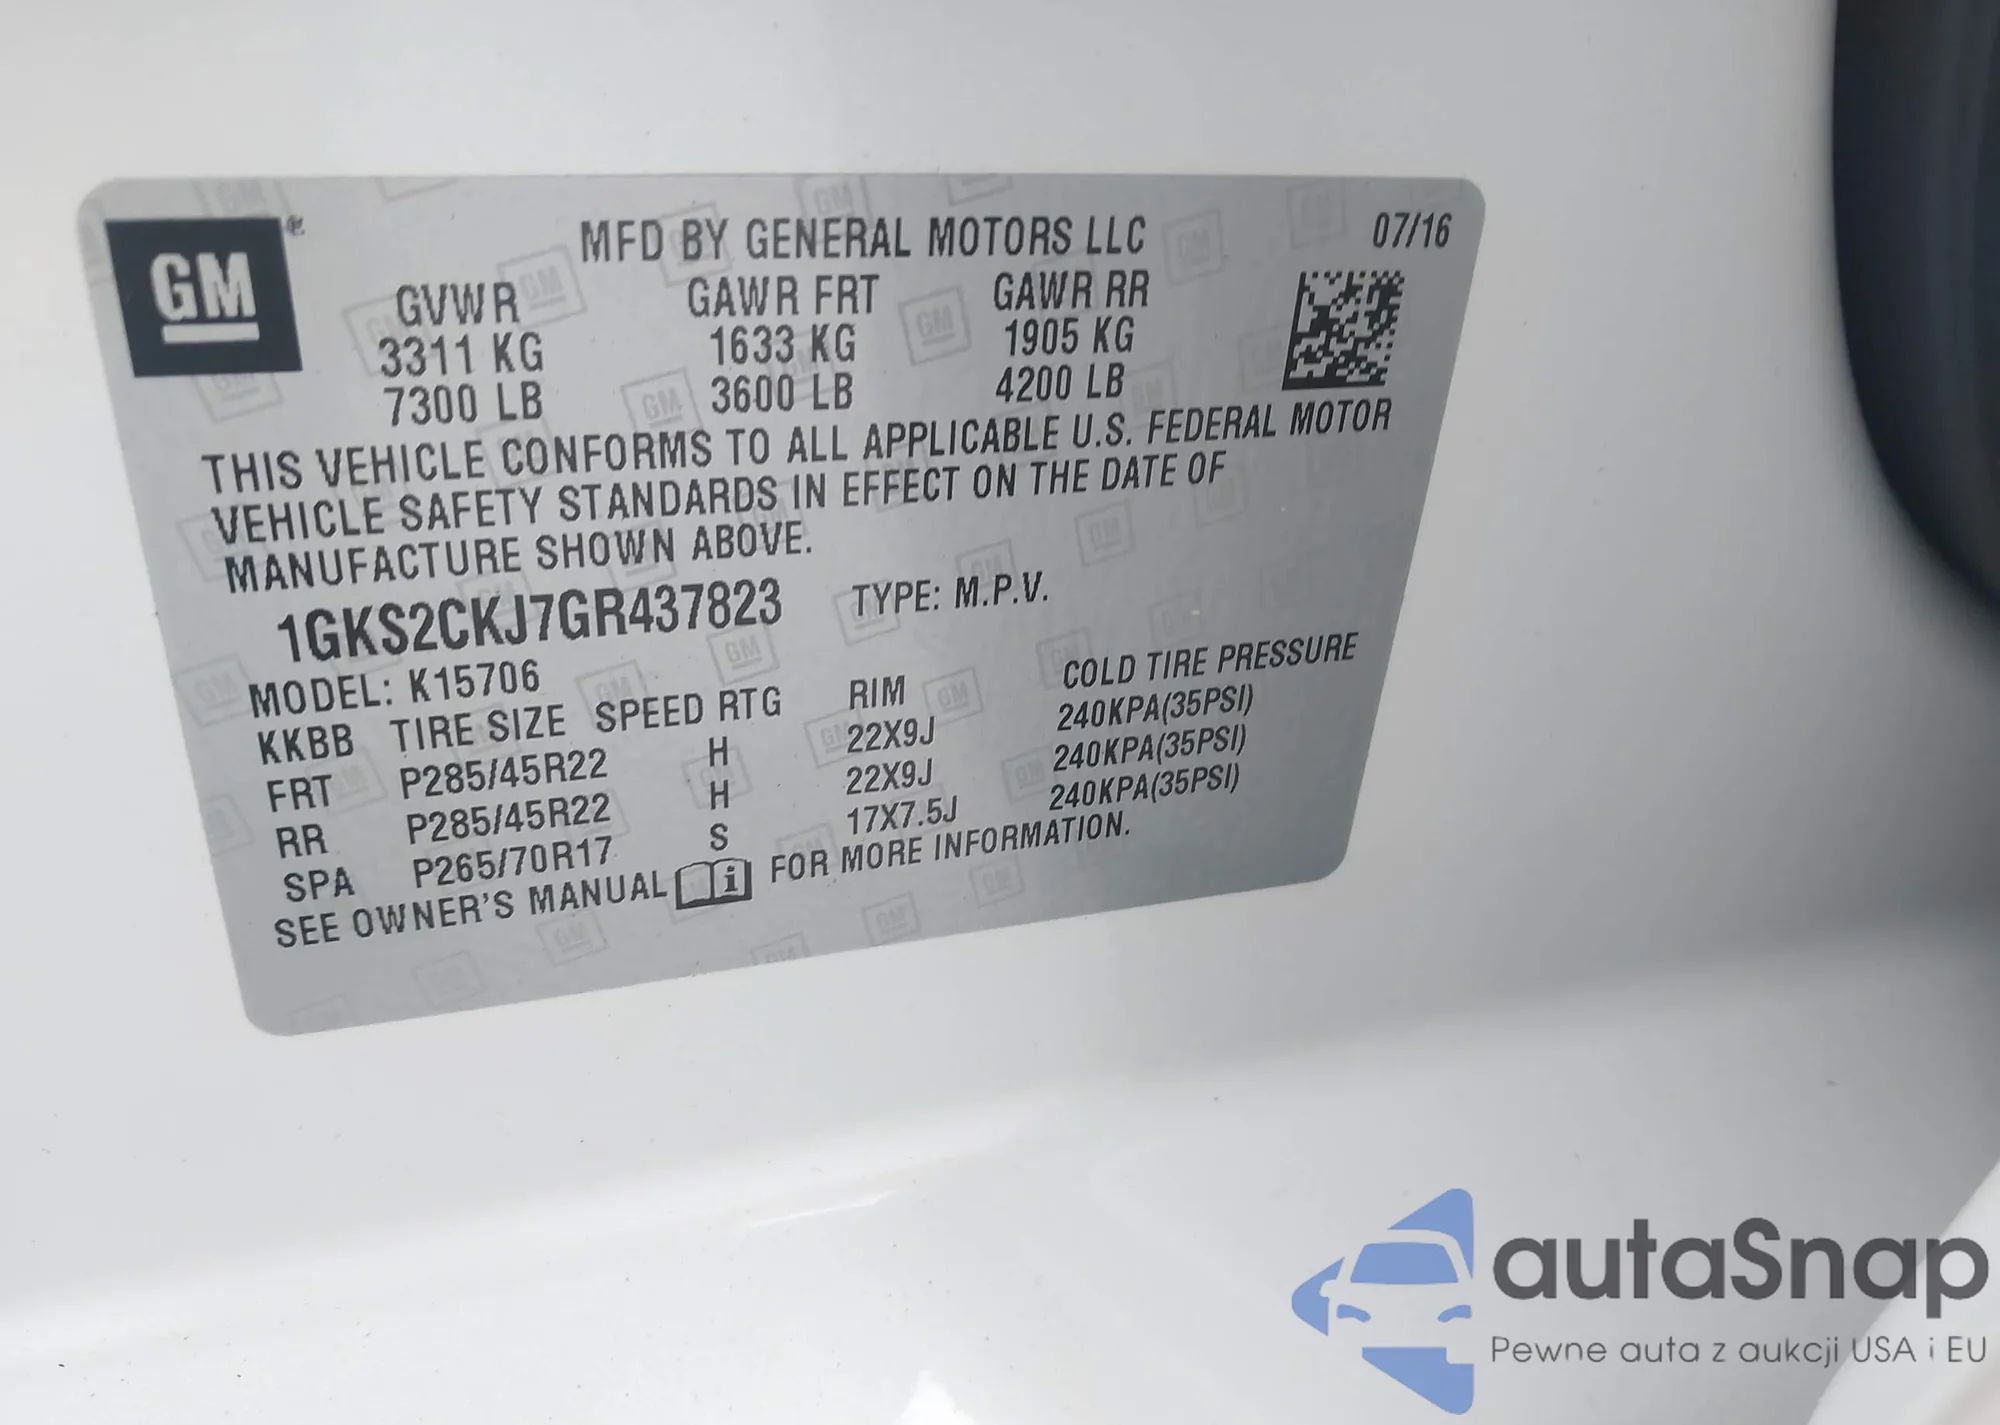 GM
MFD BY GENERAL MOTORS LLC 07/16
GVWR GAWR FRT GAWR RR
3311 KG 1633 KG 1905 KG
7300 LB 3600 LB 4200 LB
THIS VEHICLE CONFORMS TO ALL APPLICABLE U.S. FEDERAL MOTOR
VEHICLE SAFETY STANDARDS IN EFFECT ON THE DATE OF
MANUFACTURE SHOWN ABOVE.
1GKS2CKJ7GR437823 TYPE: M.P.V.
MODEL: K15706
KKBB TIRE SIZE SPEED RTG RIM COLD TIRE PRESSURE
FRT P285/45R22 H 22X9J 240KPA(35PSI)
RR P285/45R22 H 22X9J 240KPA(35PSI)
SPA P265/70R17 S 17X7.5J 240KPA(35PSI)
SEE OWNER'S MANUAL i FOR MORE INFORMATION.
autaSnap
Pewne auta z aukcji USA i EU